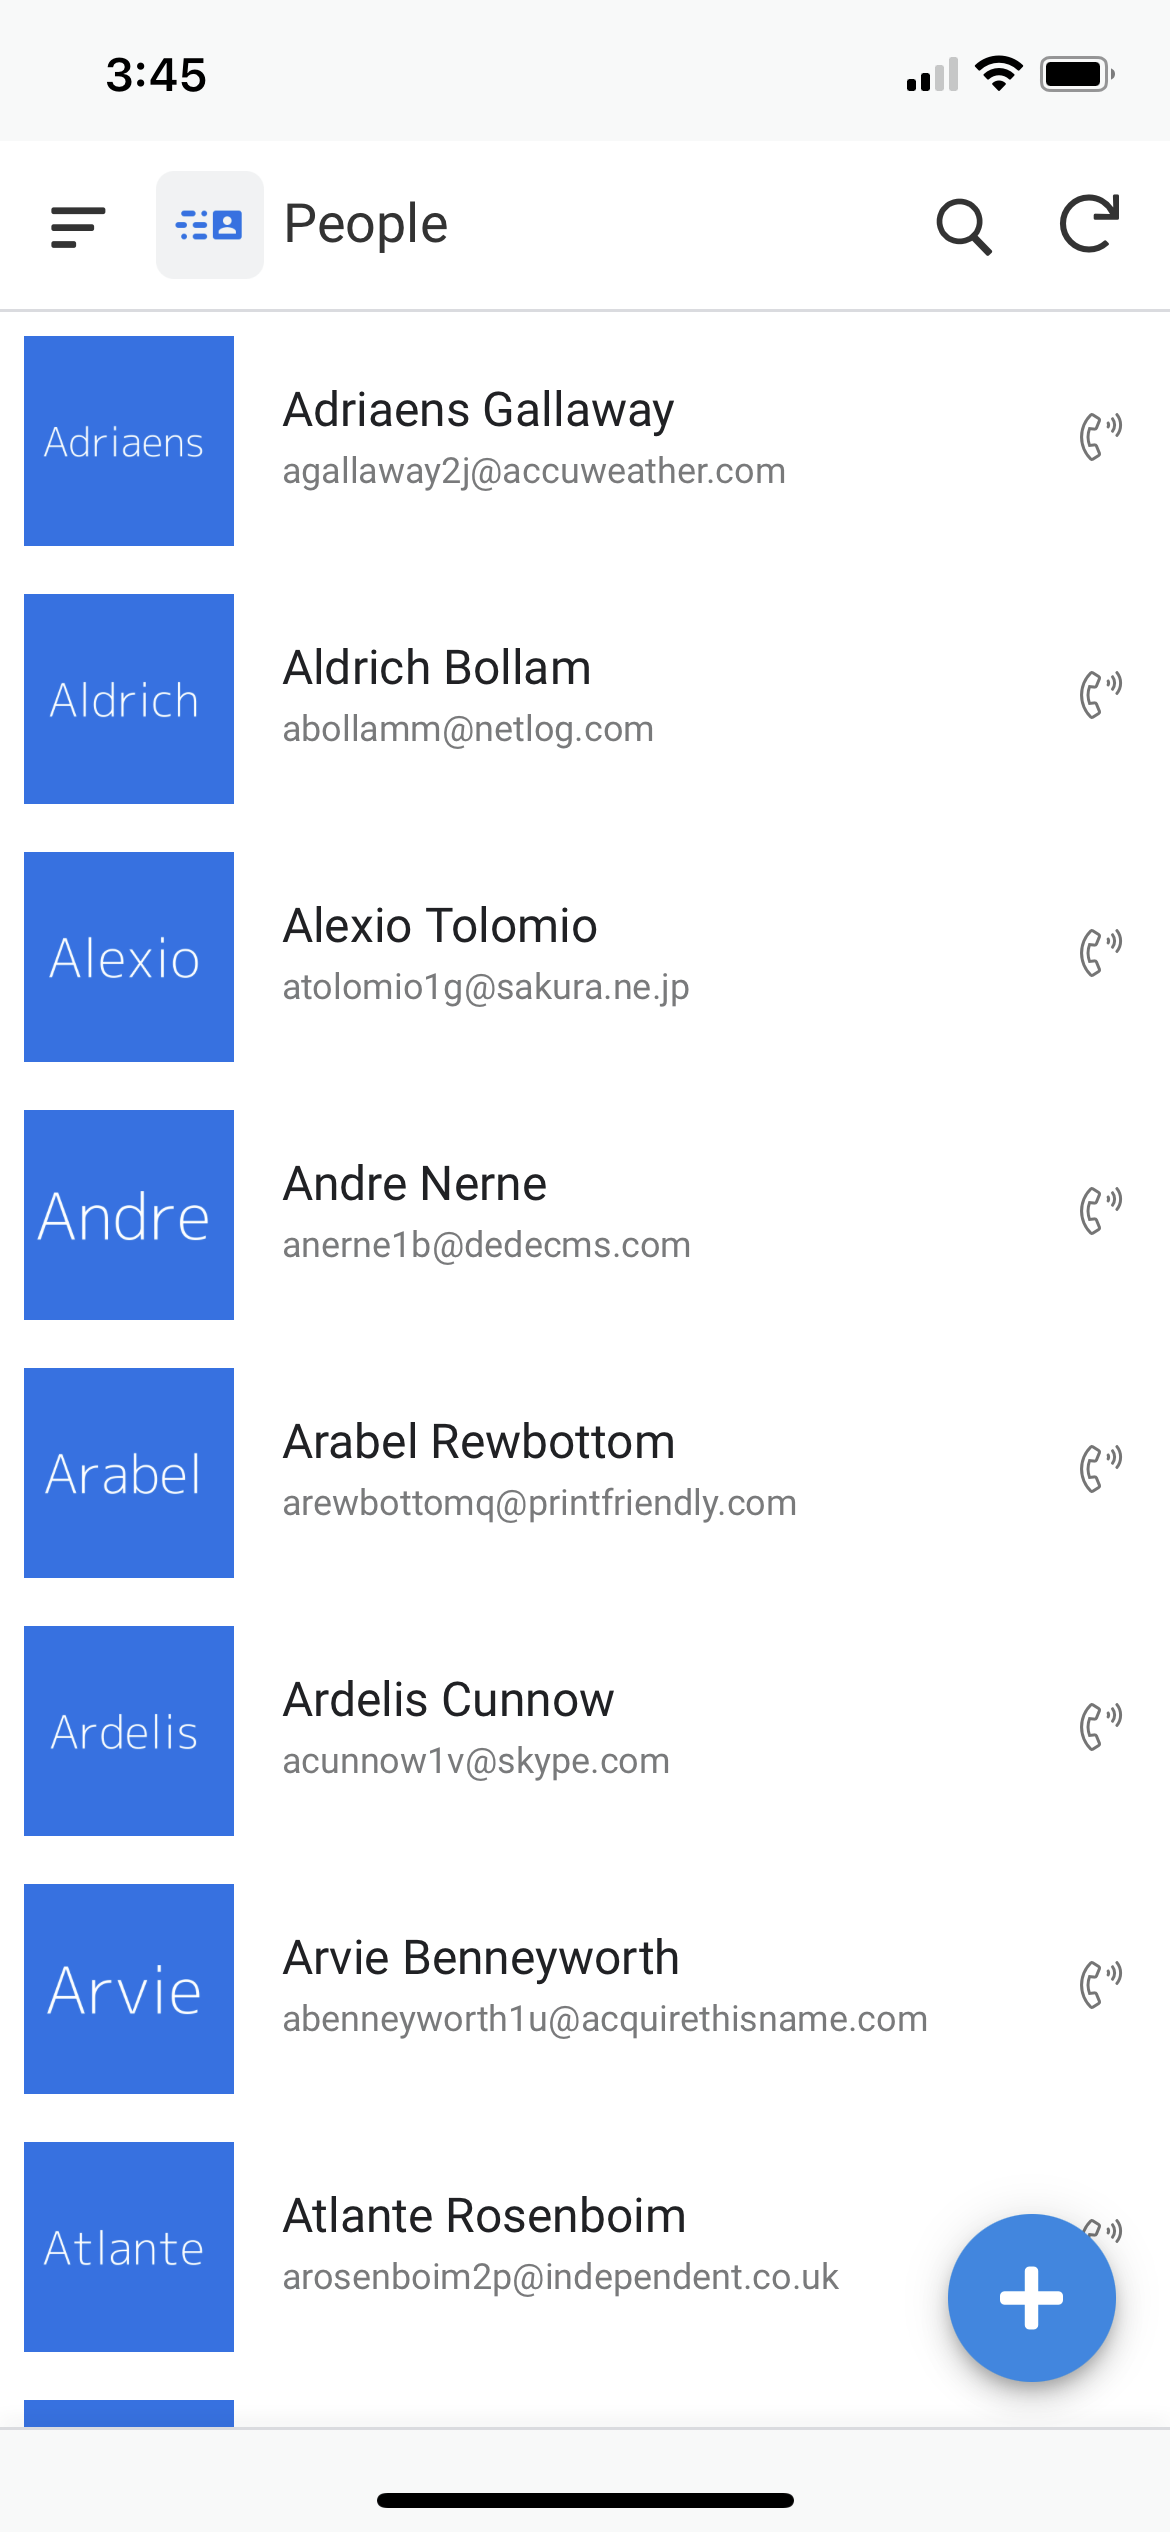 3:45
People
Adriaens
Adriaens Gallaway
agallaway2j@accuweather.com
Aldrich
Aldrich Bollam
abollamm@netlog.com
Alexio
Alexio Tolomio
atolomio1g@sakura.ne.jp
Andre
Andre Nerne
anerne1b@dedecms.com
Arabel
Arabel Rewbottom
arewbottomq@printfriendly.com
Ardelis
Ardelis Cunnow
acunnow1v@skype.com
Arvie
Arvie Benneyworth
abenneyworth1u@acquirethisname.com
Atlante
Atlante Rosenboim
arosenboim2p@independent.co.uk